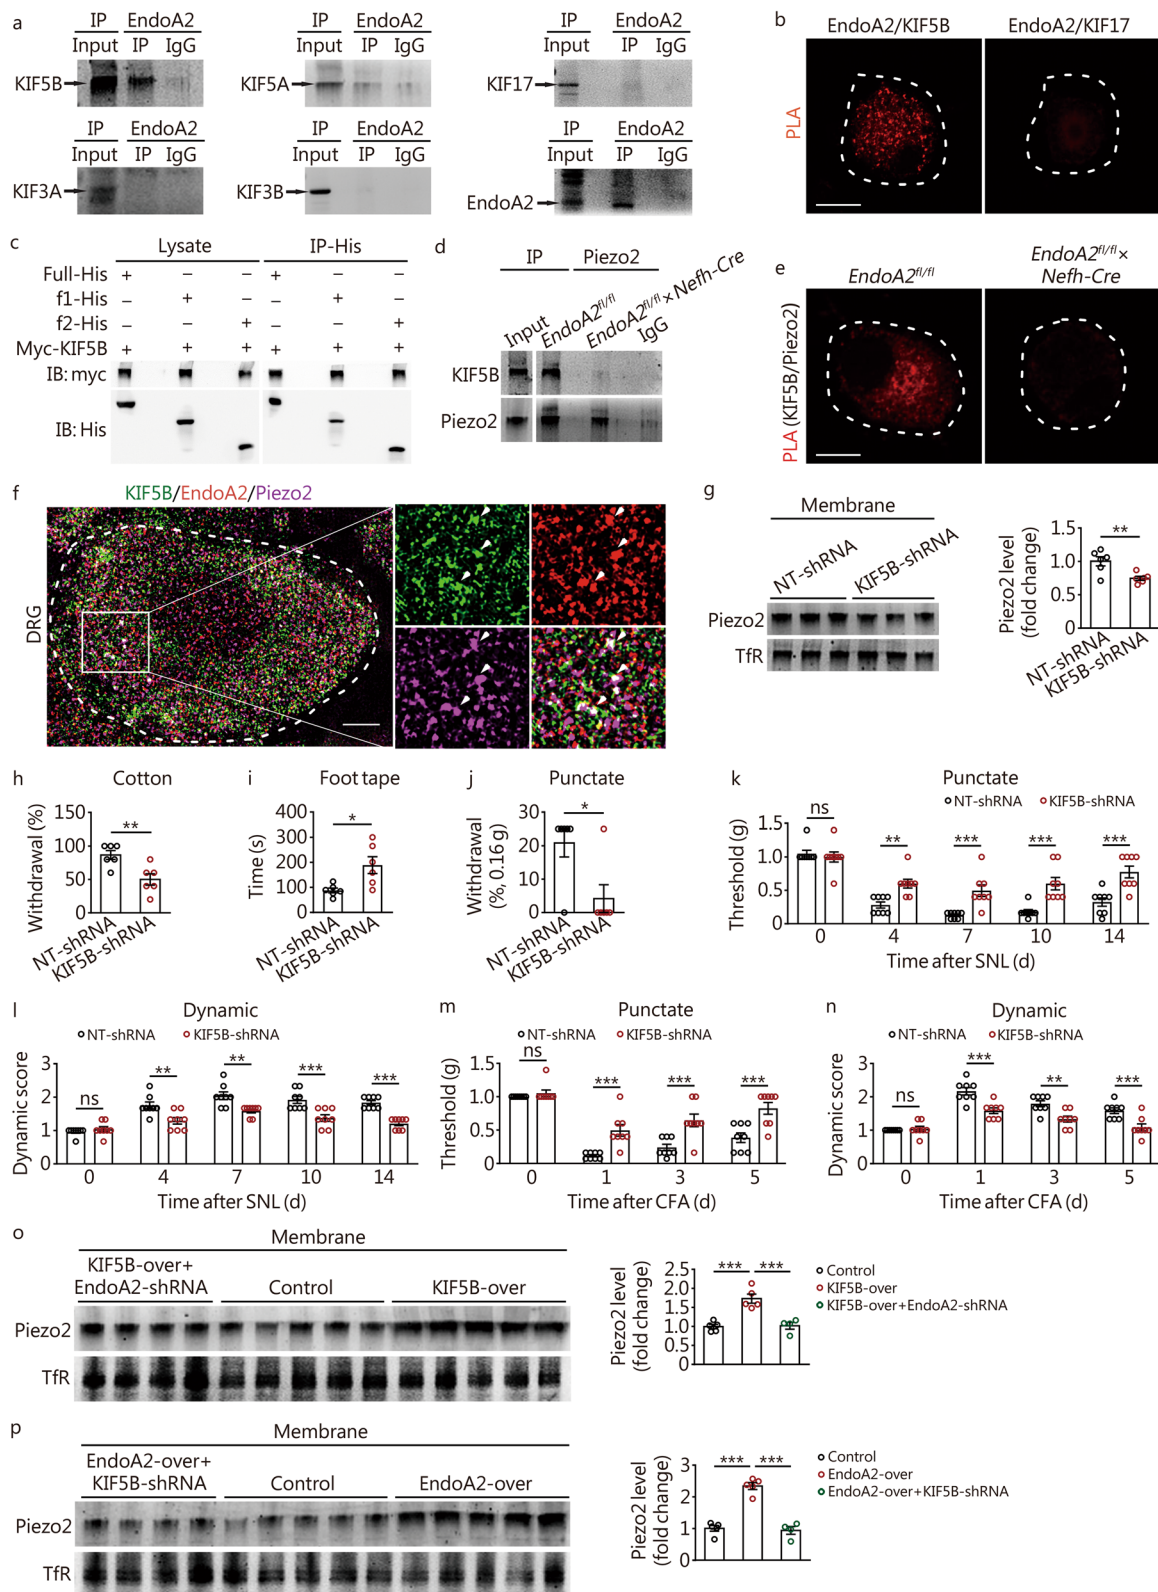 a
IP EndoA2
Input IP IgG
KIF5B
IP EndoA2
Input IP IgG
KIF5A
IP EndoA2
Input IP IgG
KIF17
IP EndoA2
Input IP IgG
KIF3A
IP EndoA2
Input IP IgG
KIF3B
IP EndoA2
Input IP IgG
EndoA2
b
EndoA2/KIF5B EndoA2/KIF17
PLA
c
Lysate IP-His
Full-His + − − + − −
f1-His − + − − + −
f2-His − − + − − +
Myc-KIF5B + + + + + +
IB: myc
IB: His
d
IP Piezo2
Input EndoA2fl/fl EndoA2fl/fl × Nefh-Cre IgG
KIF5B
Piezo2
e
EndoA2fl/fl EndoA2fl/fl ×
Nefh-Cre
PLA (KIF5B/Piezo2)
f
KIF5B/EndoA2/Piezo2
DRG
g
Membrane
NT-shRNA KIF5B-shRNA
Piezo2
TfR
Piezo2 level
(fold change)
1.5
1.0
0.5
0
**
NT-shRNA
KIF5B-shRNA
h Cotton
Withdrawal (%)
150
100
50
0
**
NT-shRNA
KIF5B-shRNA
i Foot tape
Time (s)
400
300
200
100
0
*
NT-shRNA
KIF5B-shRNA
j Punctate
Withdrawal
(%, 0.16 g)
30
20
10
0
*
NT-shRNA
KIF5B-shRNA
k Punctate
NT-shRNA KIF5B-shRNA
Threshold (g)
1.5
1.0
0.5
0
ns ** *** *** ***
0 4 7 10 14
Time after SNL (d)
l Dynamic
NT-shRNA KIF5B-shRNA
Dynamic score
3
2
1
0
ns ** ** *** ***
0 4 7 10 14
Time after SNL (d)
m Punctate
NT-shRNA KIF5B-shRNA
Threshold (g)
1.5
1.0
0.5
0
ns *** *** ***
0 1 3 5
Time after CFA (d)
n Dynamic
NT-shRNA KIF5B-shRNA
Dynamic score
3
2
1
0
ns *** ** ***
0 1 3 5
Time after CFA (d)
o
Membrane
KIF5B-over+
EndoA2-shRNA Control KIF5B-over
Piezo2
TfR
Piezo2 level
(fold change)
2.5
2.0
1.5
1.0
0.5
0
*** ***
Control
KIF5B-over
KIF5B-over+EndoA2-shRNA
p
Membrane
EndoA2-over+
KIF5B-shRNA Control EndoA2-over
Piezo2
TfR
Piezo2 level
(fold change)
3
2
1
0
*** ***
Control
EndoA2-over
EndoA2-over+KIF5B-shRNA